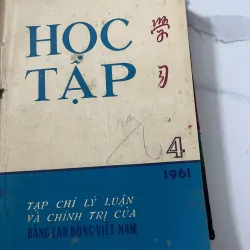 HỌC
TẬP
学
习
4
1961
TẠP CHÍ LÝ LUẬN
VÀ CHÍNH TRỊ CỦA
ĐẢNG LAO ĐỘNG VIỆT-NAM